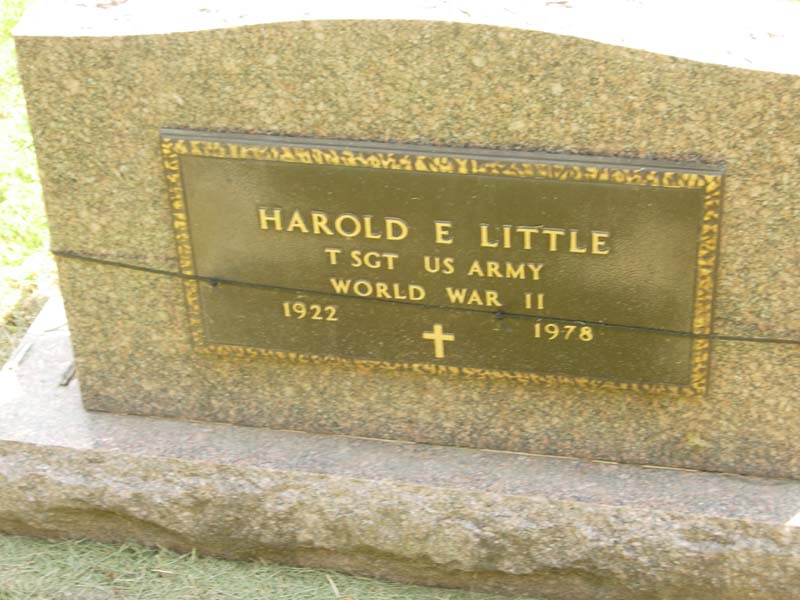 HAROLD E LITTLE
T SGT US ARMY
WORLD WAR II
1922 1978